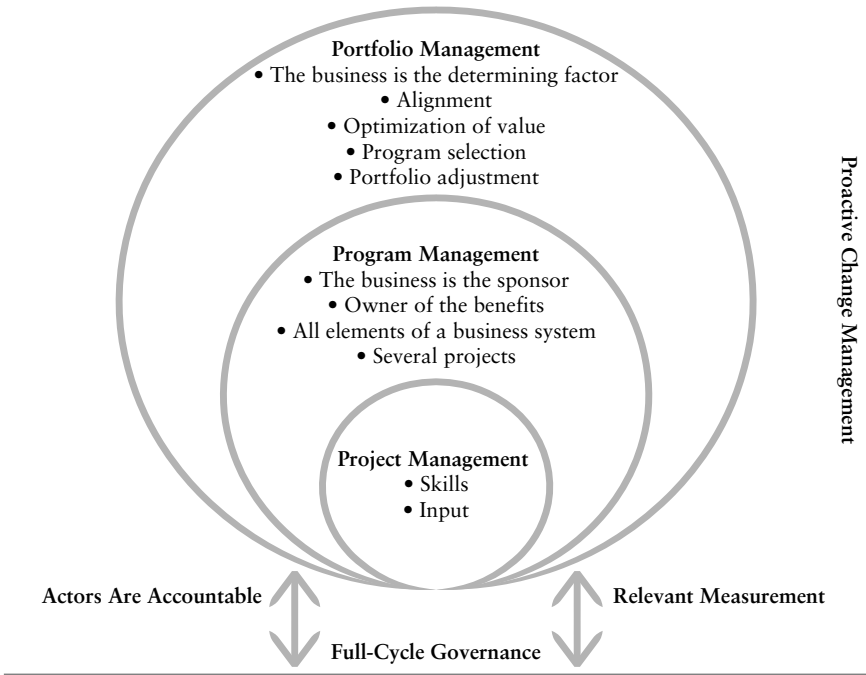 Portfolio Management
• The business is the determining factor
• Alignment
• Optimization of value
• Program selection
• Portfolio adjustment
Proactive Change Management
Program Management
• The business is the sponsor
• Owner of the benefits
• All elements of a business system
• Several projects
Project Management
• Skills
• Input
Actors Are Accountable
Relevant Measurement
Full-Cycle Governance